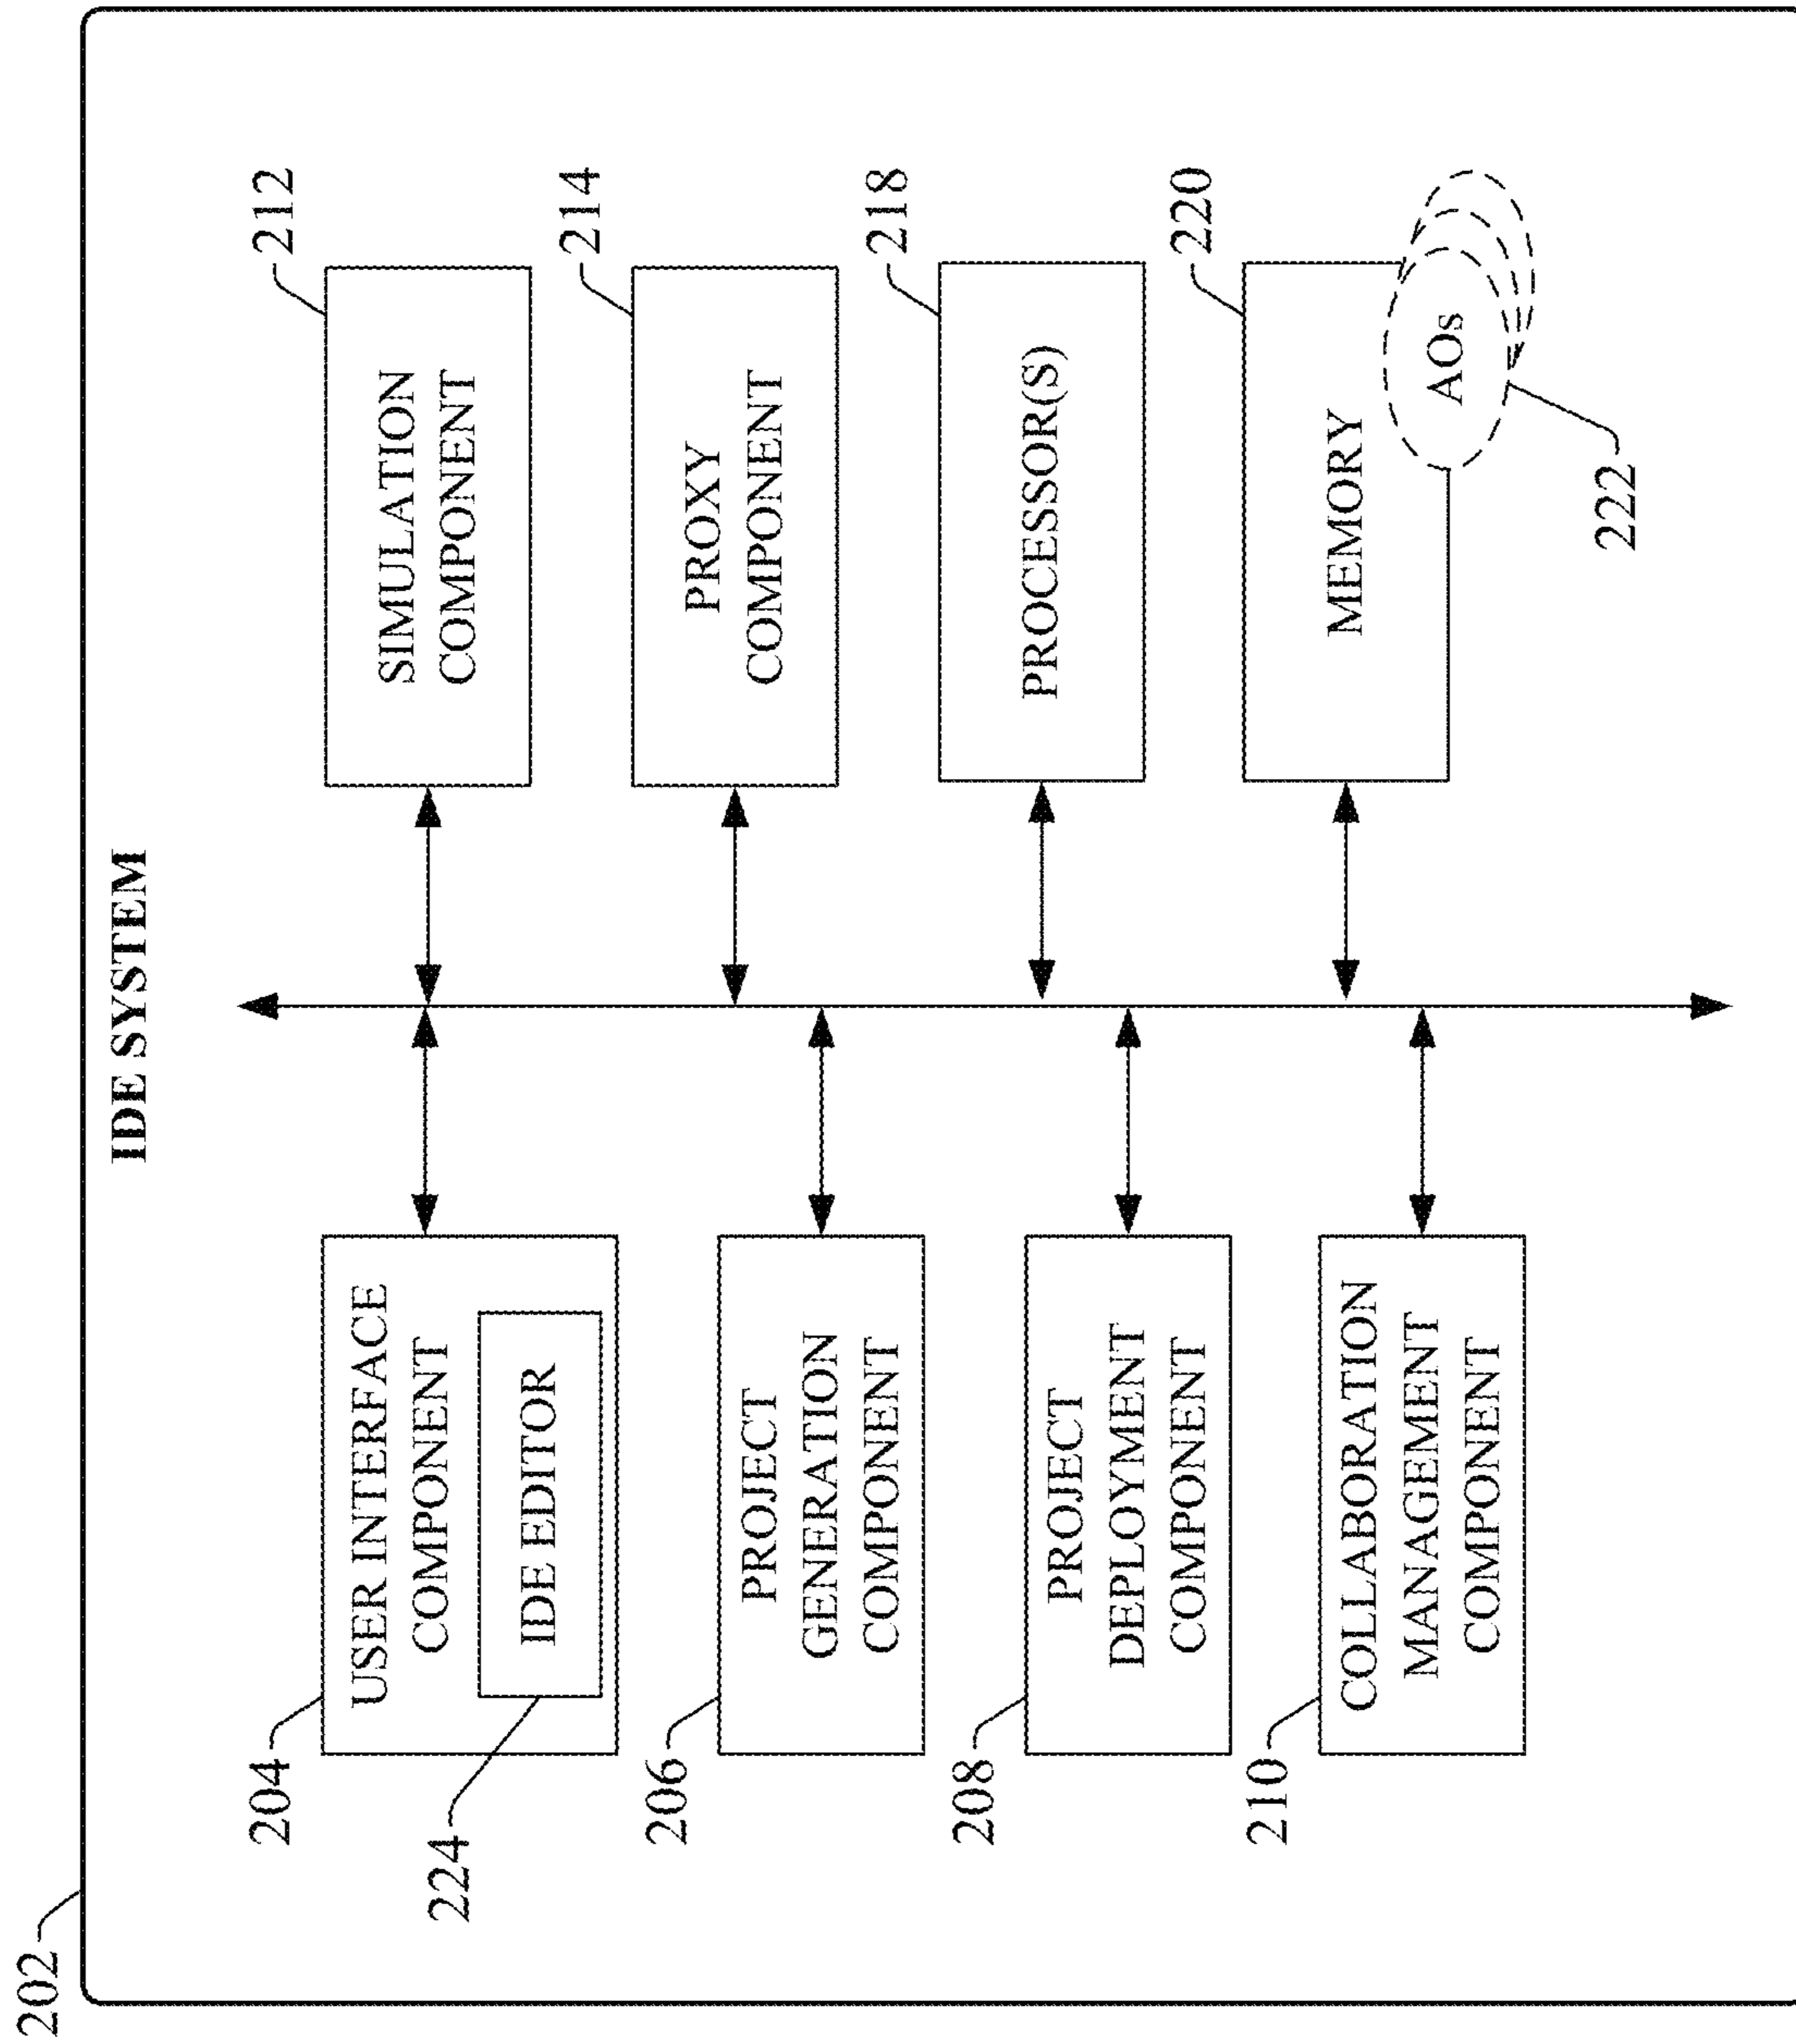 202
IDE SYSTEM
204
USER INTERFACE
COMPONENT
224
IDE EDITOR
206
PROJECT
GENERATION
COMPONENT
208
PROJECT
DEPLOYMENT
COMPONENT
210
COLLABORATION
MANAGEMENT
COMPONENT
212
SIMULATION
COMPONENT
214
PROXY
COMPONENT
218
PROCESSOR(S)
220
MEMORY
AOs
222